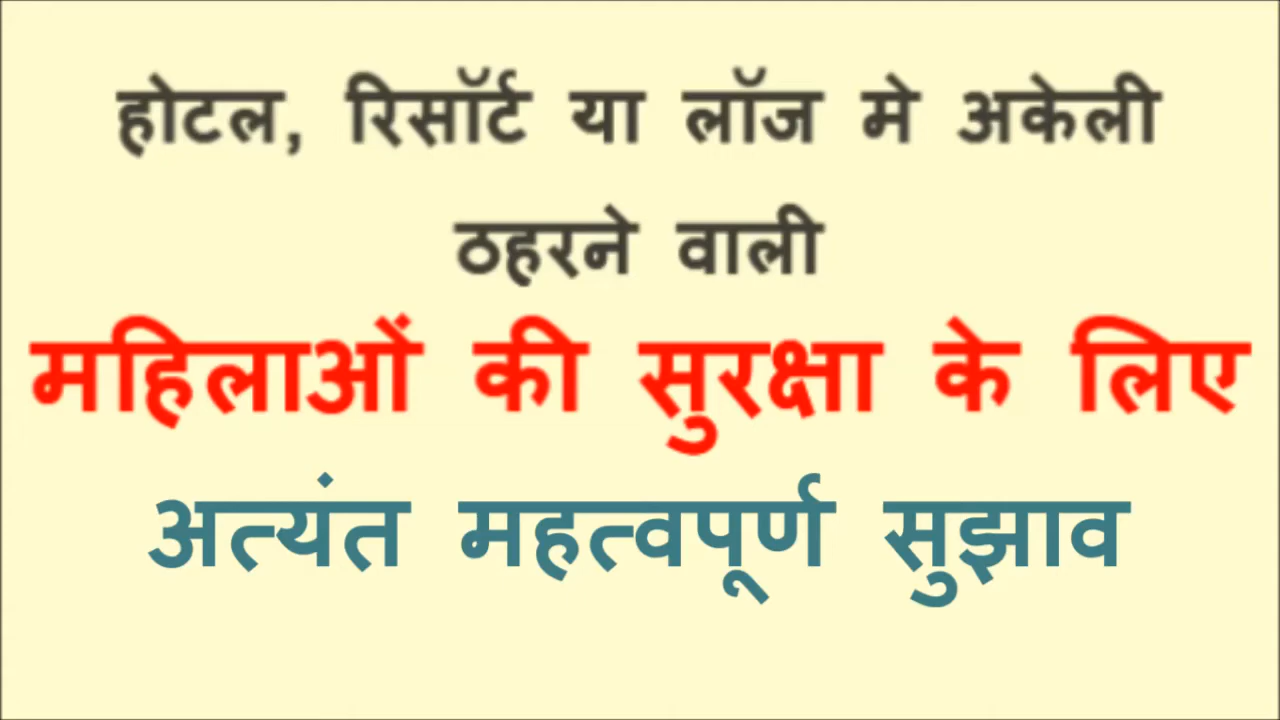 होटल, रिसॉर्ट या लॉज मे अकेली
ठहरने वाली
महिलाओं की सुरक्षा के लिए
अत्यंत महत्वपूर्ण सुझाव